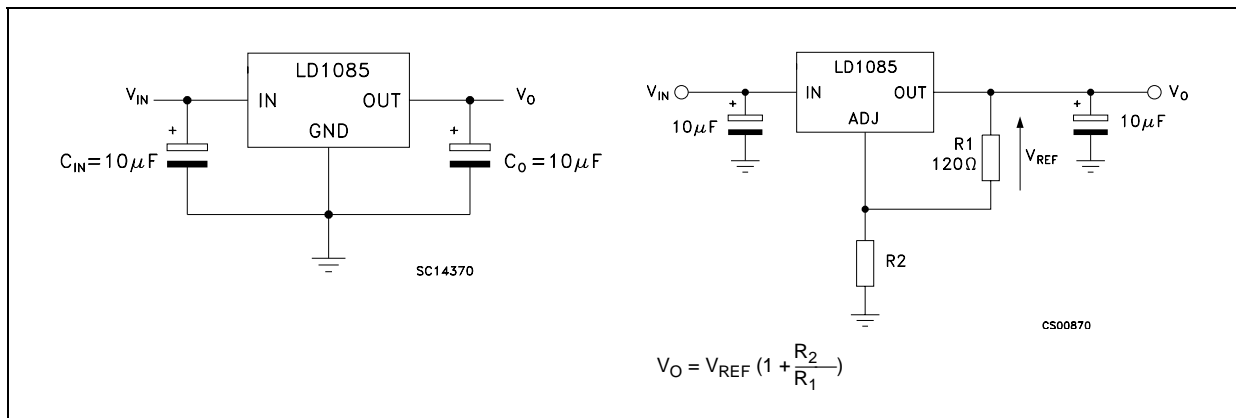 LD1085
V_IN
IN
OUT
V_O
GND
C_IN=10μF
C_O=10μF
SC14370
LD1085
V_IN
IN
OUT
V_O
ADJ
10μF
R1
120Ω
V_REF
10μF
R2
CS00870
V_O = V_REF (1 + R_2/R_1)